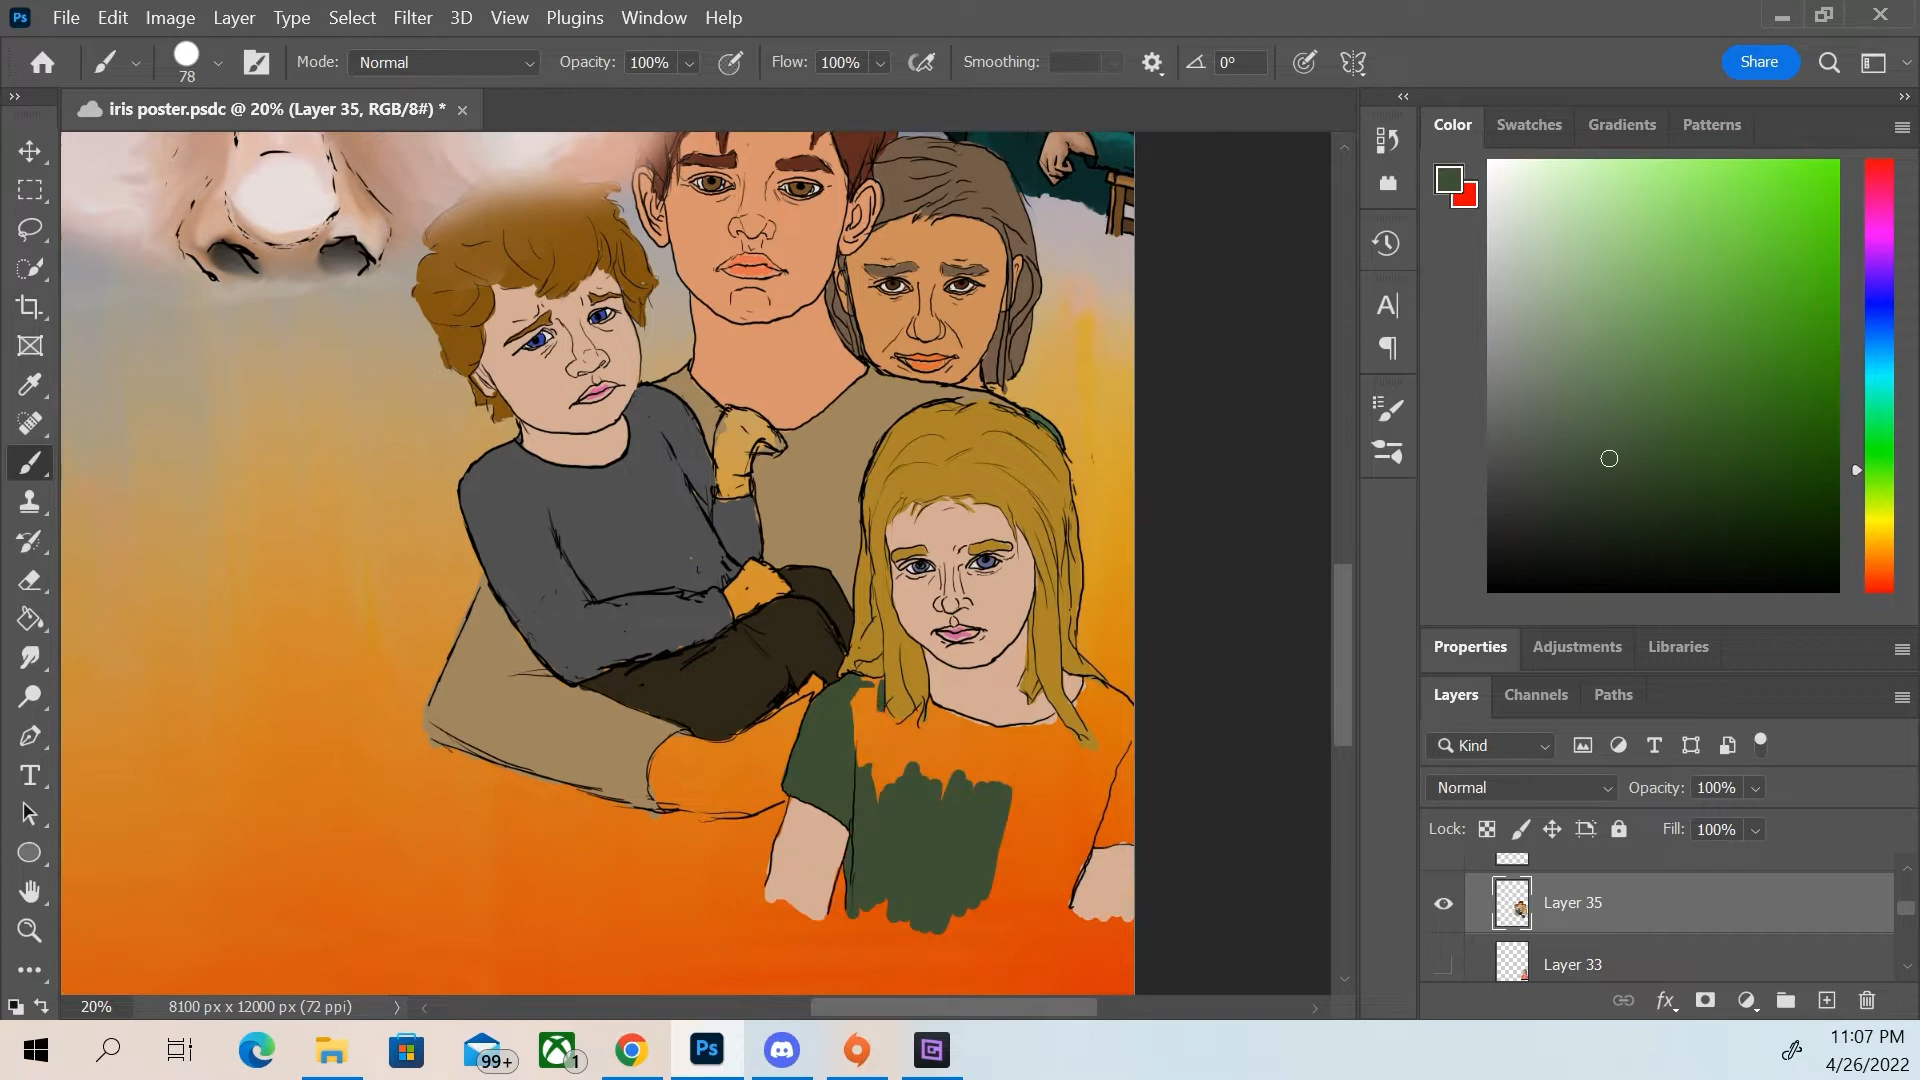 Ps File Edit Image Layer Type Select Filter 3D View Plugins Window Help
78 Mode: Normal Opacity: 100% Flow: 100% Smoothing: 0° Share
iris poster.psdc @ 20% (Layer 35, RGB/8#) *
Color Swatches Gradients Patterns
Properties Adjustments Libraries
Layers Channels Paths
Kind
Normal Opacity: 100%
Lock: Fill: 100%
Layer 35
Layer 33
20% 8100 px x 12000 px (72 ppi)
99+ 1 Ps 11:07 PM
4/26/2022